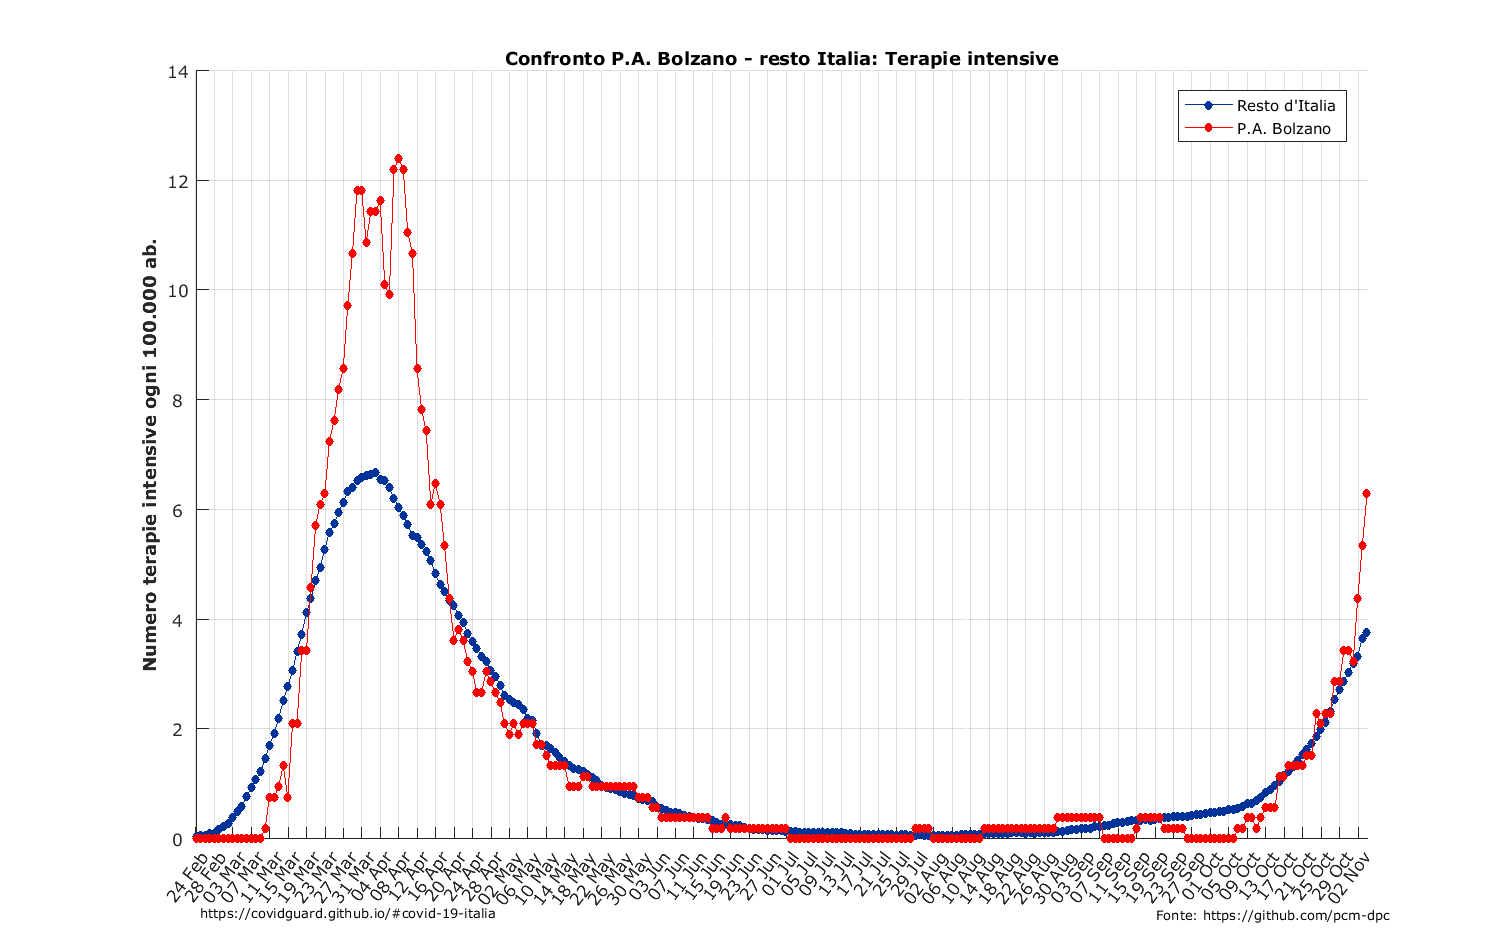 Confronto P.A. Bolzano - resto Italia: Terapie intensive
Numero terapie intensive ogni 100.000 ab.
14
12
10
8
6
4
2
0
Resto d'Italia
P.A. Bolzano
24 Feb
28 Feb
03 Mar
07 Mar
11 Mar
15 Mar
19 Mar
23 Mar
27 Mar
31 Mar
04 Apr
08 Apr
12 Apr
16 Apr
20 Apr
24 Apr
28 Apr
02 May
06 May
10 May
14 May
18 May
22 May
26 May
30 May
03 Jun
07 Jun
11 Jun
15 Jun
19 Jun
23 Jun
27 Jun
01 Jul
05 Jul
09 Jul
13 Jul
17 Jul
21 Jul
25 Jul
29 Jul
02 Aug
06 Aug
10 Aug
14 Aug
18 Aug
22 Aug
26 Aug
30 Aug
03 Sep
07 Sep
11 Sep
15 Sep
19 Sep
23 Sep
27 Sep
01 Oct
05 Oct
09 Oct
13 Oct
17 Oct
21 Oct
25 Oct
29 Oct
02 Nov
https://covidguard.github.io/#covid-19-italia
Fonte: https://github.com/pcm-dpc